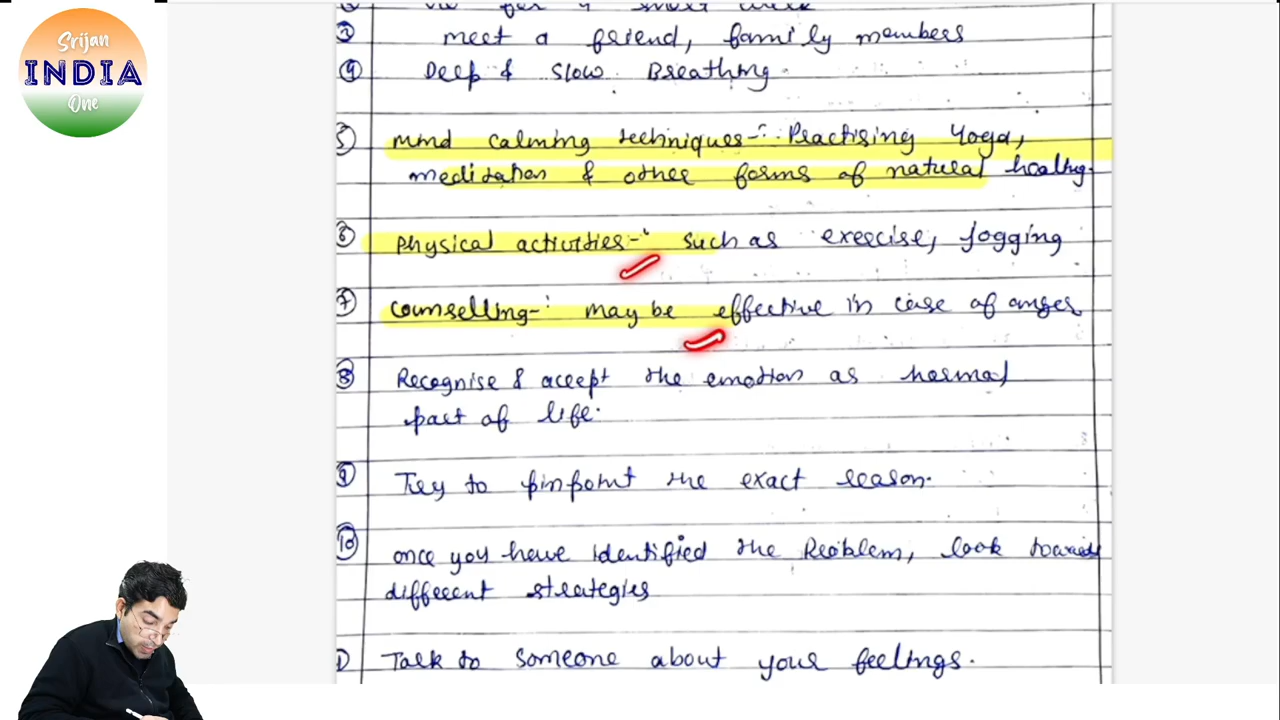 Srijan
INDIA
One
③ meet a friend, family members
④ Deep & Slow Breathing.
⑤ mind calming techniques-: Practising Yoga,
meditation & other forms of natural healing.
⑥ physical activities-: such as exercise, Jogging
⑦ counselling-: may be effective in case of anger
⑧ Recognise & accept the emotion as normal
part of life.
⑨ Try to pinpoint the exact reason.
⑩ once you have identified the Problem, look towards
different strategies
Talk to someone about your feelings.